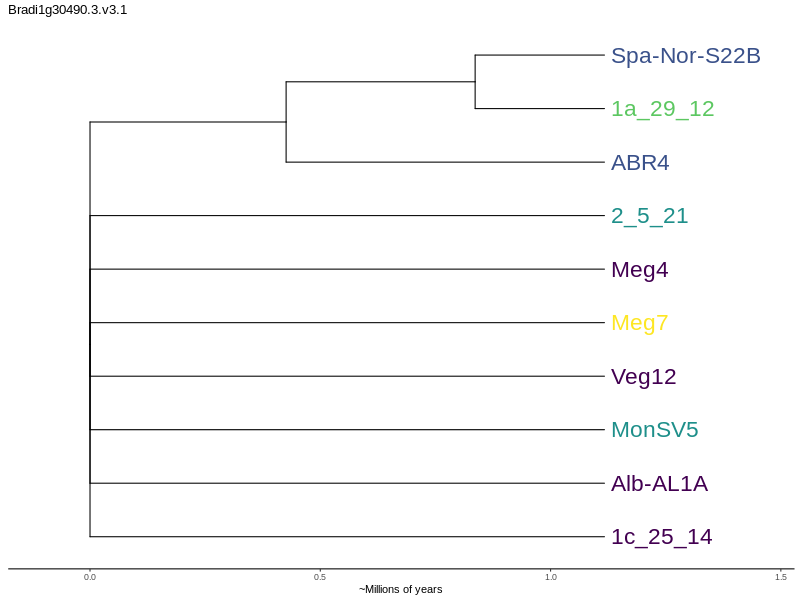 Bradi1g30490.3.v3.1
Spa-Nor-S22B
1a_29_12
ABR4
2_5_21
Meg4
Meg7
Veg12
MonSV5
Alb-AL1A
1c_25_14
0.0 0.5 1.0 1.5
~Millions of years